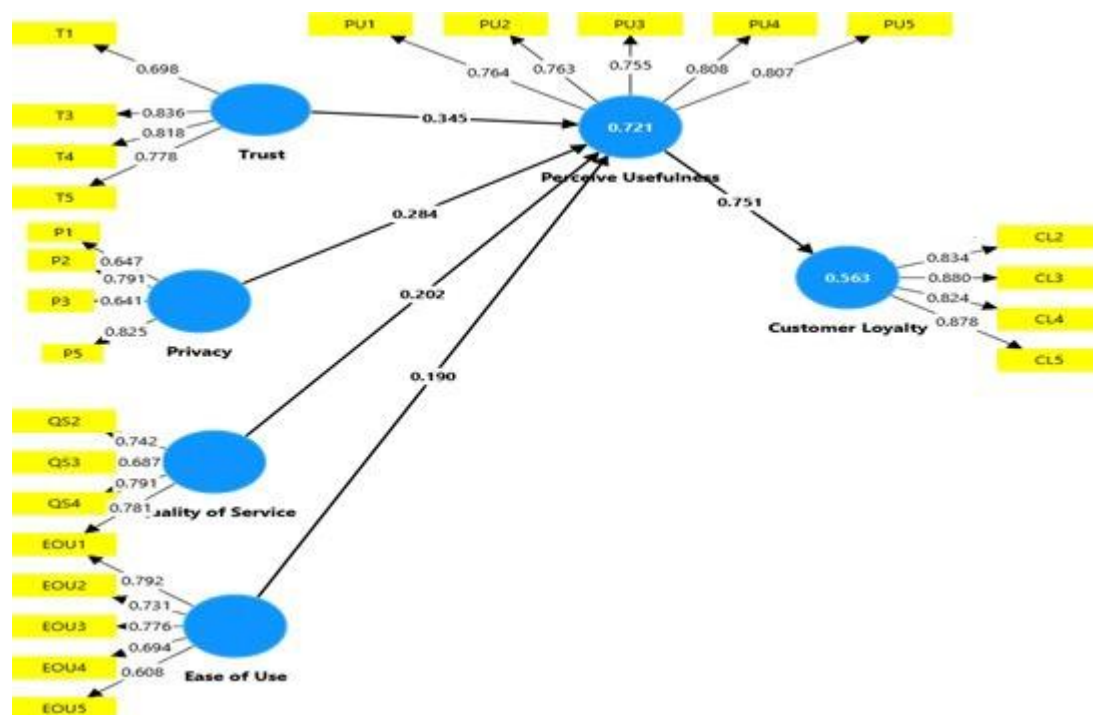 T1
PU1
PU2
PU3
PU4
PU5
0.698
0.764
0.763
0.755
0.808
0.807
T3
0.836
T4
0.818
T5
0.778
Trust
0.345
0.721
Perceive Usefulness
P1
P2
P3
P5
0.647
0.791
0.641
0.825
Privacy
0.284
0.751
0.563
Customer Loyalty
0.834
0.880
0.824
0.878
CL2
CL3
CL4
CL5
0.202
0.190
QS2
QS3
QS4
0.742
0.687
0.791
0.781
uality of Service
EOU1
EOU2
EOU3
EOU4
EOU5
0.792
0.731
0.776
0.694
0.608
Ease of Use